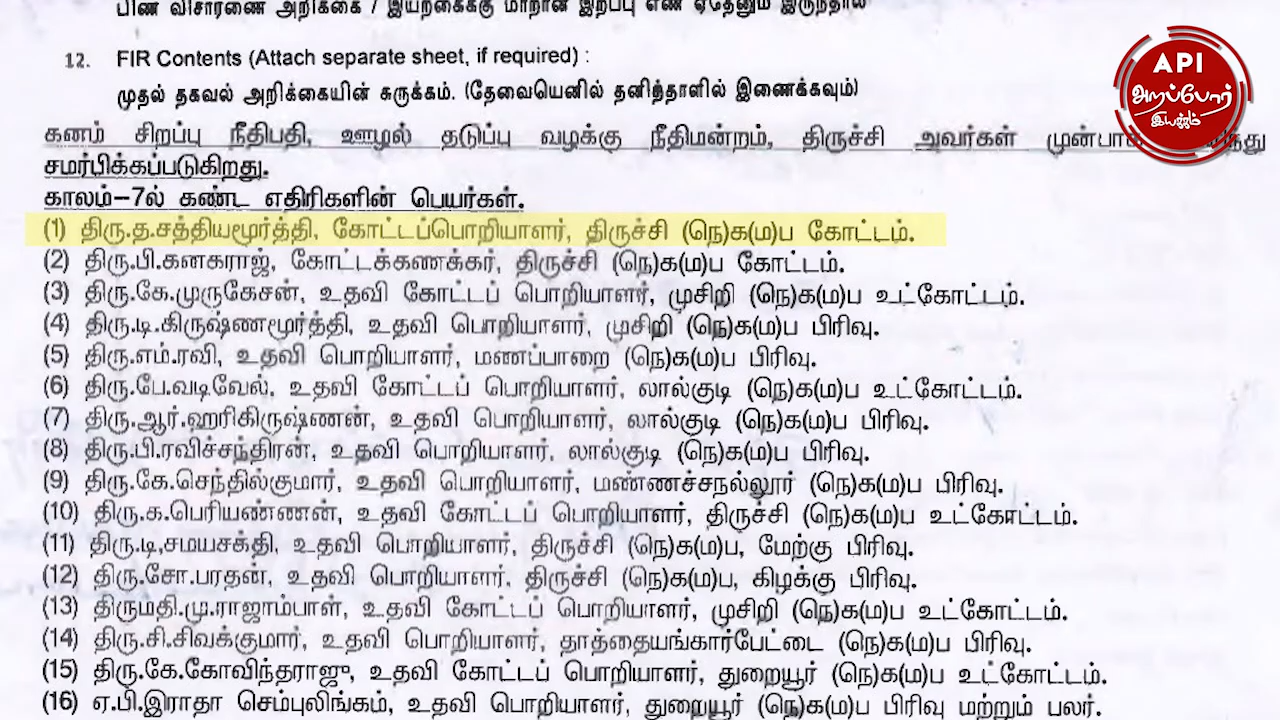 பிண விசாரணை அறிக்கை / இயற்கைக்கு மாறான இறப்பு எண் ஏதேனும் இருந்தால்
12. FIR Contents (Attach separate sheet, if required) :
முதல் தகவல் அறிக்கையின் சுருக்கம். (தேவையெனில் தனித்தாளில் இணைக்கவும்)
கனம் சிறப்பு நீதிபதி, ஊழல் தடுப்பு வழக்கு நீதிமன்றம், திருச்சி அவர்கள் 
சமர்பிக்கப்படுகிறது.
காலம்-7ல் கண்ட எதிரிகளின் பெயர்கள்.
(1) திரு.த.சத்தியமூர்த்தி, கோட்டப்பொறியாளர், திருச்சி (நெ)க(ம)ப கோட்டம்.
(2) திரு.பி.கனகராஜ், கோட்டக்கணக்கர், திருச்சி (நெ)க(ம)ப கோட்டம்.
(3) திரு.கே.முருகேசன், உதவி கோட்டப் பொறியாளர், முசிறி (நெ)க(ம)ப உட்கோட்டம்.
(4) திரு.டி.கிருஷ்ணமூர்த்தி, உதவி பொறியாளர், முசிறி (நெ)க(ம)ப பிரிவு.
(5) திரு.எம்.ரவி, உதவி பொறியாளர், மணப்பாறை (நெ)க(ம)ப பிரிவு.
(6) திரு.பே.வடிவேல், உதவி கோட்டப் பொறியாளர், லால்குடி (நெ)க(ம)ப உட்கோட்டம்.
(7) திரு.ஆர்.ஹரிகிருஷ்ணன், உதவி பொறியாளர், லால்குடி (நெ)க(ம)ப பிரிவு.
(8) திரு.பி.ரவிச்சந்திரன், உதவி பொறியாளர், லால்குடி (நெ)க(ம)ப பிரிவு.
(9) திரு.கே.செந்தில்குமார், உதவி பொறியாளர், மண்ணச்சநல்லூர் (நெ)க(ம)ப பிரிவு.
(10) திரு.க.பெரியண்ணன், உதவி கோட்டப் பொறியாளர், திருச்சி (நெ)க(ம)ப உட்கோட்டம்.
(11) திரு.டி,சமயசக்தி, உதவி பொறியாளர், திருச்சி (நெ)க(ம)ப, மேற்கு பிரிவு.
(12) திரு.சோ.பரதன், உதவி பொறியாளர், திருச்சி (நெ)க(ம)ப, கிழக்கு பிரிவு.
(13) திருமதி.மு.ராஜாம்பாள், உதவி கோட்டப் பொறியாளர், முசிறி (நெ)க(ம)ப உட்கோட்டம்.
(14) திரு.சி.சிவக்குமார், உதவி பொறியாளர், தாத்தையங்கார்பேட்டை (நெ)க(ம)ப பிரிவு.
(15) திரு.கே.கோவிந்தராஜு, உதவி கோட்டப் பொறியாளர், துறையூர் (நெ)க(ம)ப உட்கோட்டம்.
(16) ஏ.பி.இராதா செம்புலிங்கம், உதவி பொறியாளர், துறையூர் (நெ)க(ம)ப பிரிவு மற்றும் பலர்.
API
அறப்போர்
இயக்கம்